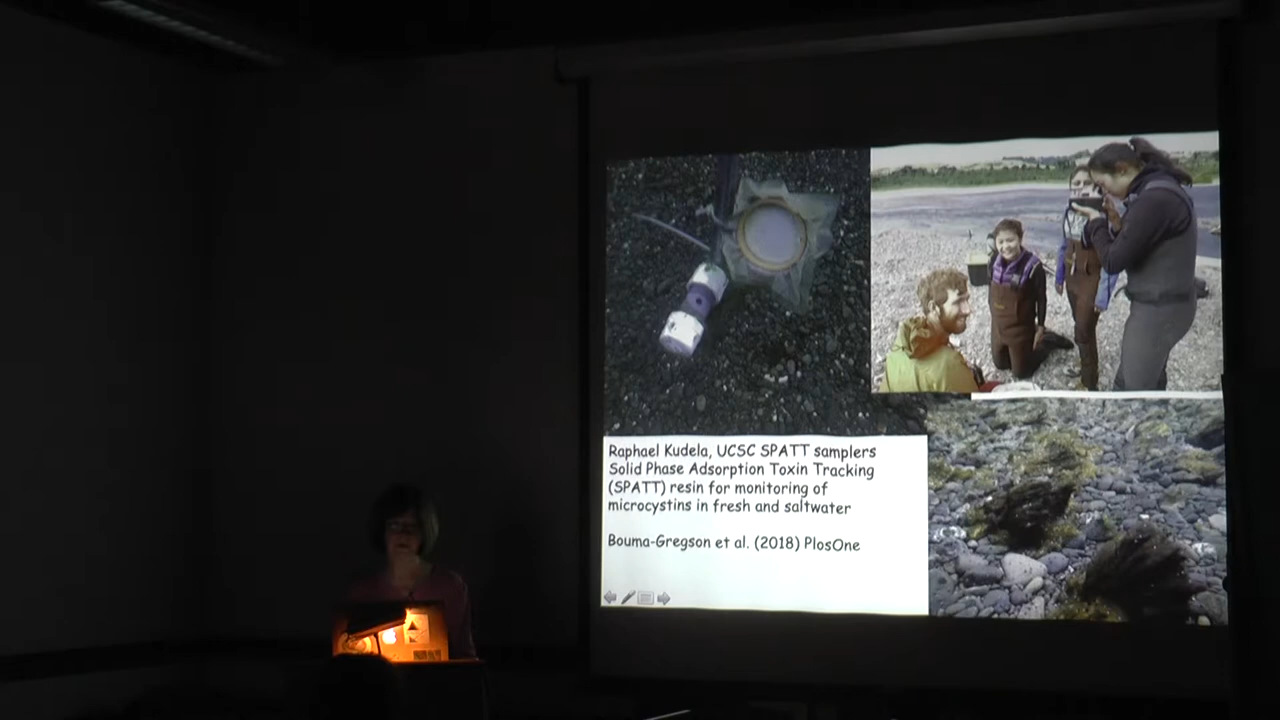 Raphael Kudela, UCSC SPATT samplers
Solid Phase Adsorption Toxin Tracking
(SPATT) resin for monitoring of
microcystins in fresh and saltwater
Bouma-Gregson et al. (2018) PlosOne